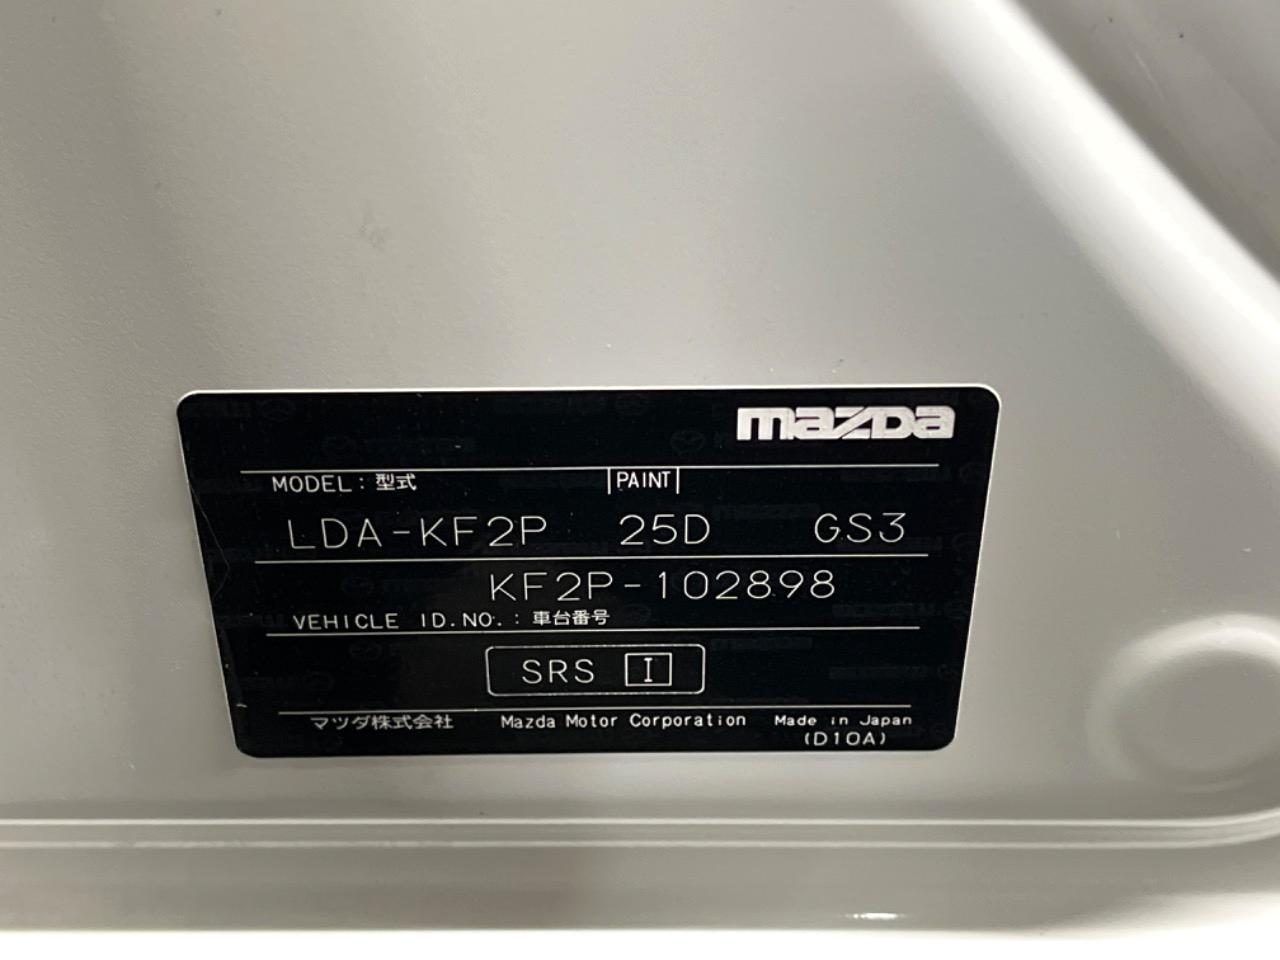 mazda
MODEL：型式 PAINT
LDA-KF2P 25D GS3
KF2P-102898
VEHICLE ID.NO.：車台番号
SRS I
マツダ株式会社 Mazda Motor Corporation Made in Japan
(D10A)